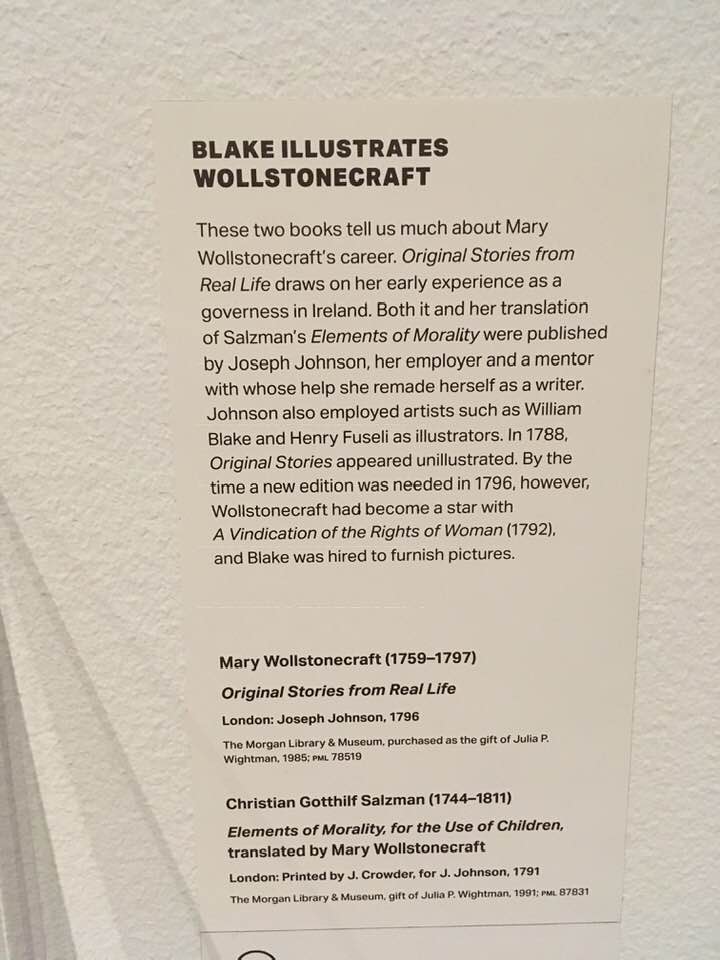 BLAKE ILLUSTRATES
WOLLSTONECRAFT
These two books tell us much about Mary
Wollstonecraft's career. Original Stories from
Real Life draws on her early experience as a
governess in Ireland. Both it and her translation
of Salzman's Elements of Morality were published
by Joseph Johnson, her employer and a mentor
with whose help she remade herself as a writer.
Johnson also employed artists such as William
Blake and Henry Fuseli as illustrators. In 1788,
Original Stories appeared unillustrated. By the
time a new edition was needed in 1796, however,
Wollstonecraft had become a star with
A Vindication of the Rights of Woman (1792),
and Blake was hired to furnish pictures.
Mary Wollstonecraft (1759–1797)
Original Stories from Real Life
London: Joseph Johnson, 1796
The Morgan Library & Museum, purchased as the gift of Julia P.
Wightman, 1985; PML 78519
Christian Gotthilf Salzman (1744–1811)
Elements of Morality, for the Use of Children,
translated by Mary Wollstonecraft
London: Printed by J. Crowder, for J. Johnson, 1791
The Morgan Library & Museum, gift of Julia P. Wightman, 1991; PML 87831